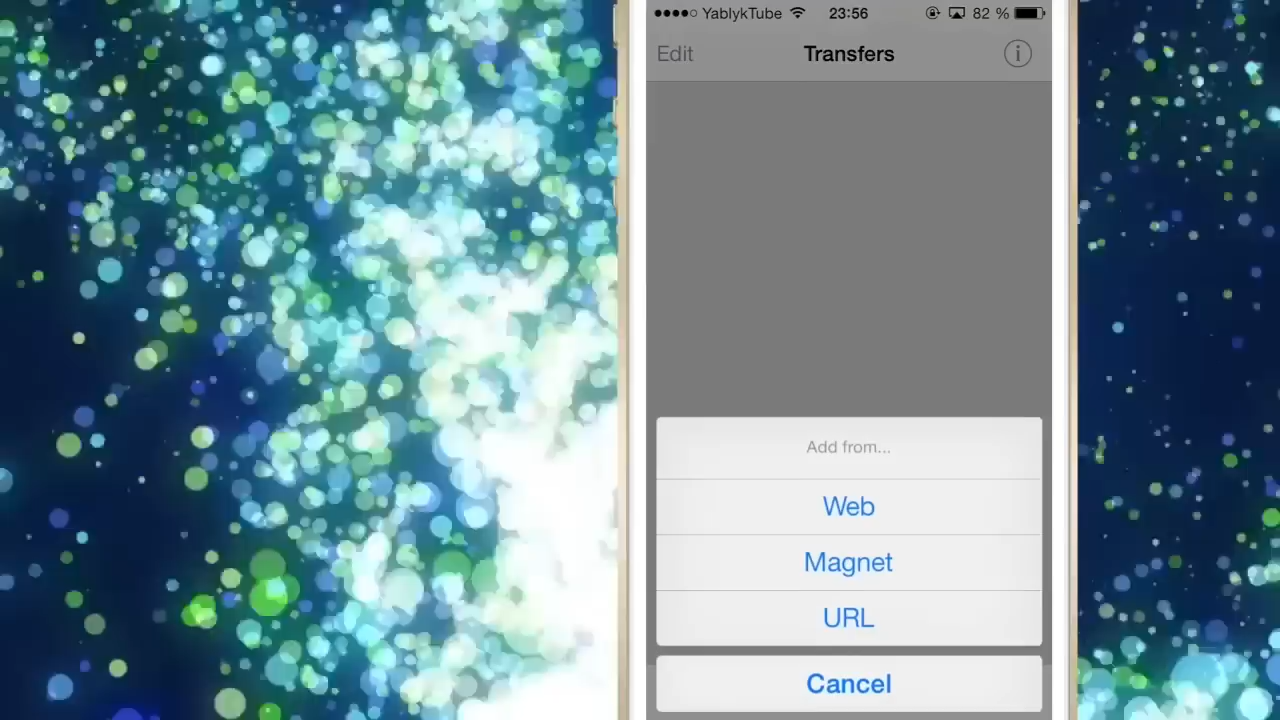 YablykTube 23:56 82 %
Edit Transfers
Add from...
Web
Magnet
URL
Cancel